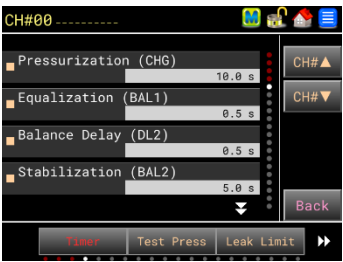 CH#00----------
M
Pressurization (CHG)
10.0 s
CH#▲
Equalization (BAL1)
0.5 s
CH#▼
Balance Delay (DL2)
0.5 s
Stabilization (BAL2)
5.0 s
Back
Timer
Test Press
Leak Limit